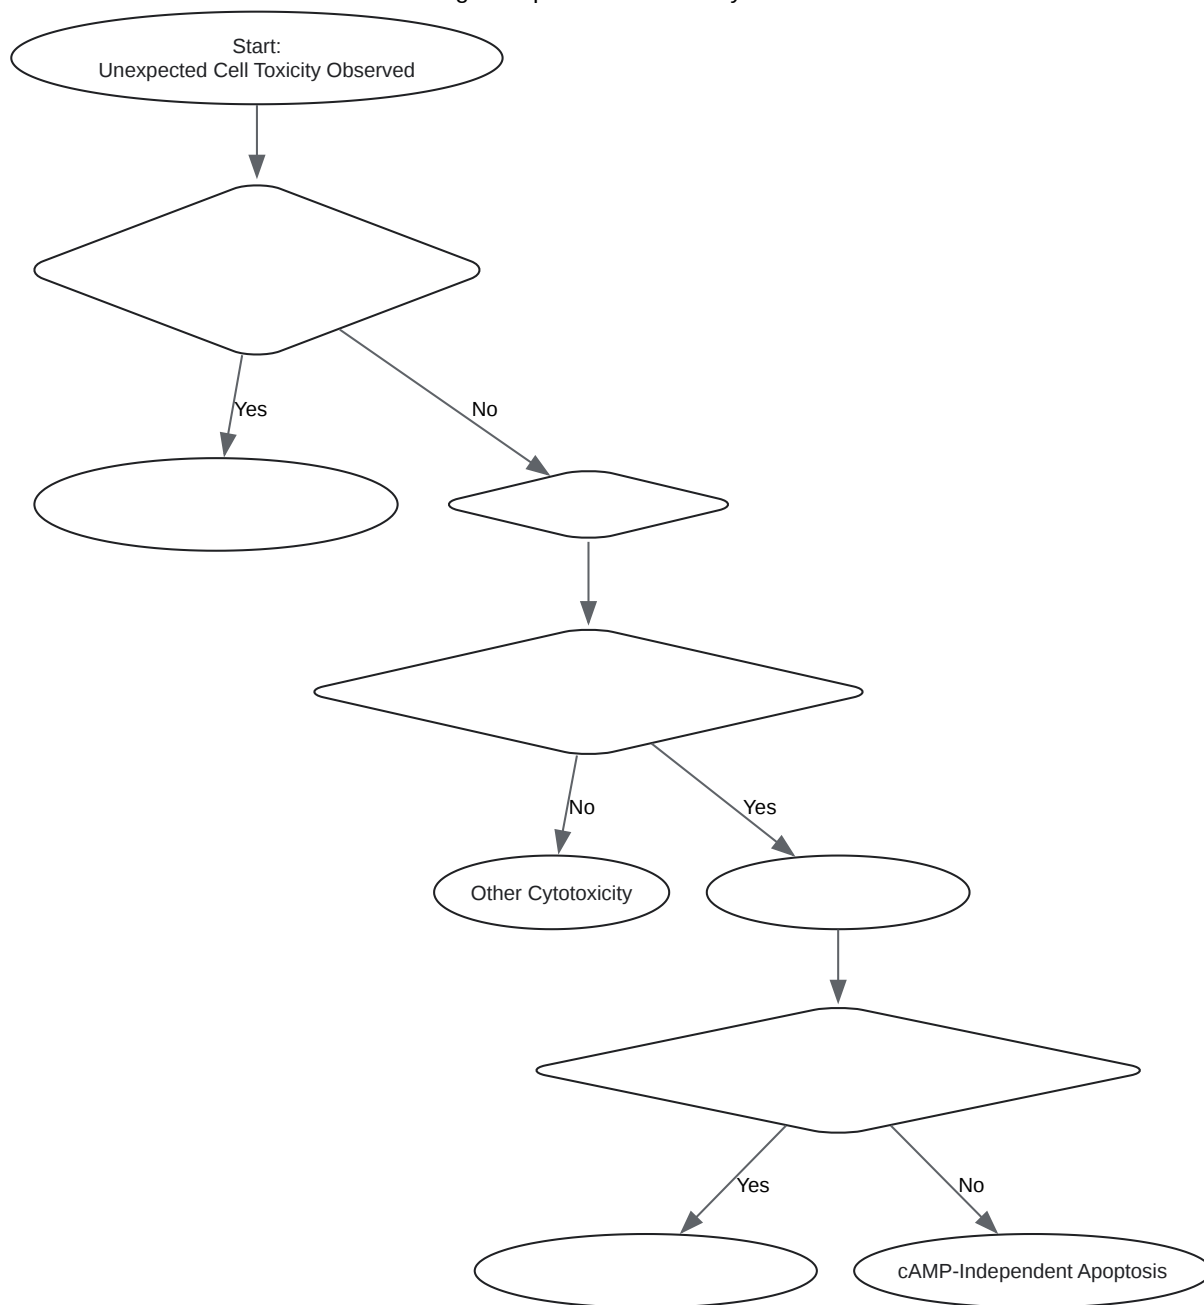 Start:
Unexpected Cell Toxicity Observed
Yes
No
No
Yes
Other Cytotoxicity
Yes
No
cAMP-Independent Apoptosis